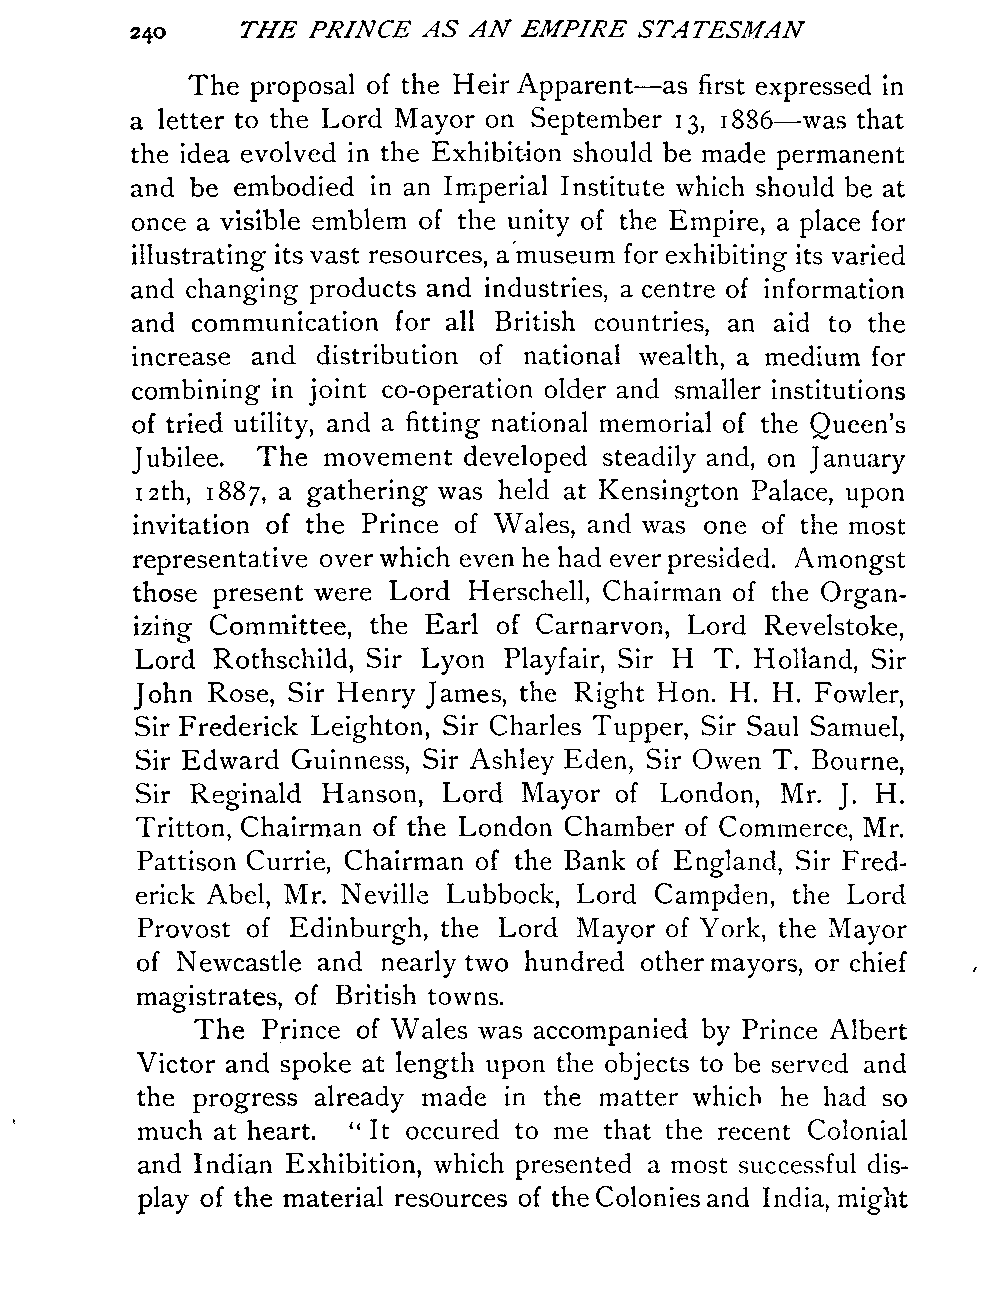 240 THE PRINCE AS AN EMPIRE STATESMAN
The proposal of the Heir Apparent—as first expressed in
a letter to the Lord Mayor on September 13, 1886—was that
the idea evolved in the Exhibition should be made permanent
and be embodied in an Imperial Institute which should be at
once a visible emblem of the unity of the Empire, a place for
illustrating its vast resources, a museum for exhibiting its varied
and changing products and industries, a centre of information
and communication for all British countries, an aid to the
increase and distribution of national wealth, a medium for
combining in joint co-operation older and smaller institutions
of tried utility, and a fitting national memorial of the Queen's
Jubilee. The movement developed steadily and, on January
12th, 1887, a gathering was held at Kensington Palace, upon
invitation of the Prince of Wales, and was one of the most
representative over which even he had ever presided. Amongst
those present were Lord Herschell, Chairman of the Organ-
izing Committee, the Earl of Carnarvon, Lord Revelstoke,
Lord Rothschild, Sir Lyon Playfair, Sir H T. Holland, Sir
John Rose, Sir Henry James, the Right Hon. H. H. Fowler,
Sir Frederick Leighton, Sir Charles Tupper, Sir Saul Samuel,
Sir Edward Guinness, Sir Ashley Eden, Sir Owen T. Bourne,
Sir Reginald Hanson, Lord Mayor of London, Mr. J. H.
Tritton, Chairman of the London Chamber of Commerce, Mr.
Pattison Currie, Chairman of the Bank of England, Sir Fred-
erick Abel, Mr. Neville Lubbock, Lord Campden, the Lord
Provost of Edinburgh, the Lord Mayor of York, the Mayor
of Newcastle and nearly two hundred other mayors, or chief
magistrates, of British towns.
The Prince of Wales was accompanied by Prince Albert
Victor and spoke at length upon the objects to be served and
the progress already made in the matter which he had so
much at heart. "It occured to me that the recent Colonial
and Indian Exhibition, which presented a most successful dis-
play of the material resources of the Colonies and India, might